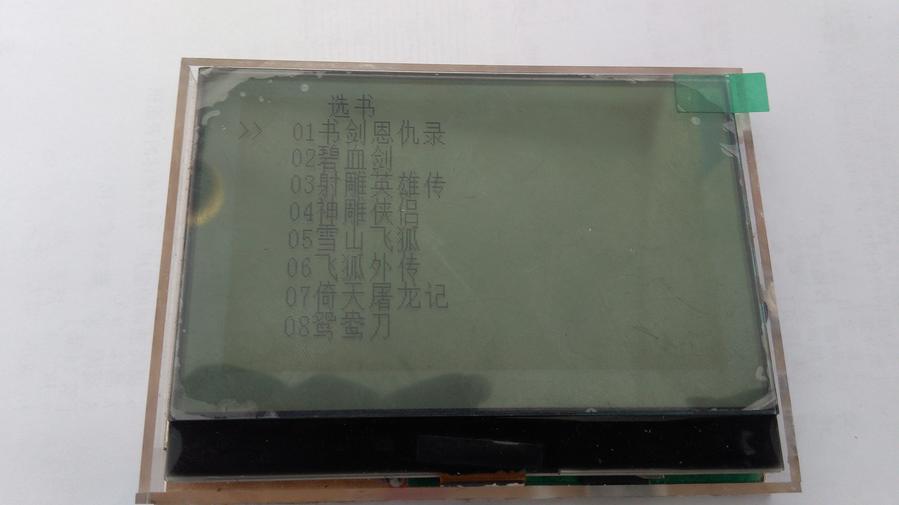 选书
>> 01书剑恩仇录
02碧血剑
03射雕英雄传
04神雕侠侣
05雪山飞狐
06飞狐外传
07倚天屠龙记
08鸳鸯刀